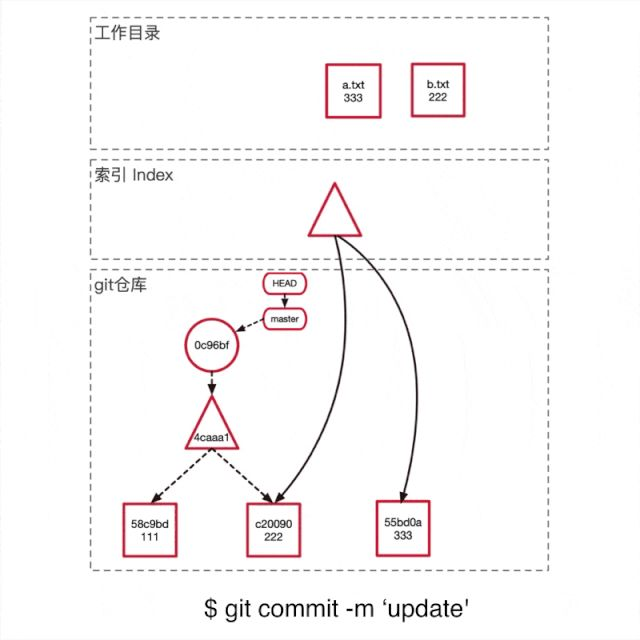 工作目录
a.txt
333
b.txt
222
索引 Index
git仓库
HEAD
master
0c96bf
4caaa1
58c9bd
111
c20090
222
55bd0a
333
$ git commit -m ‘update'